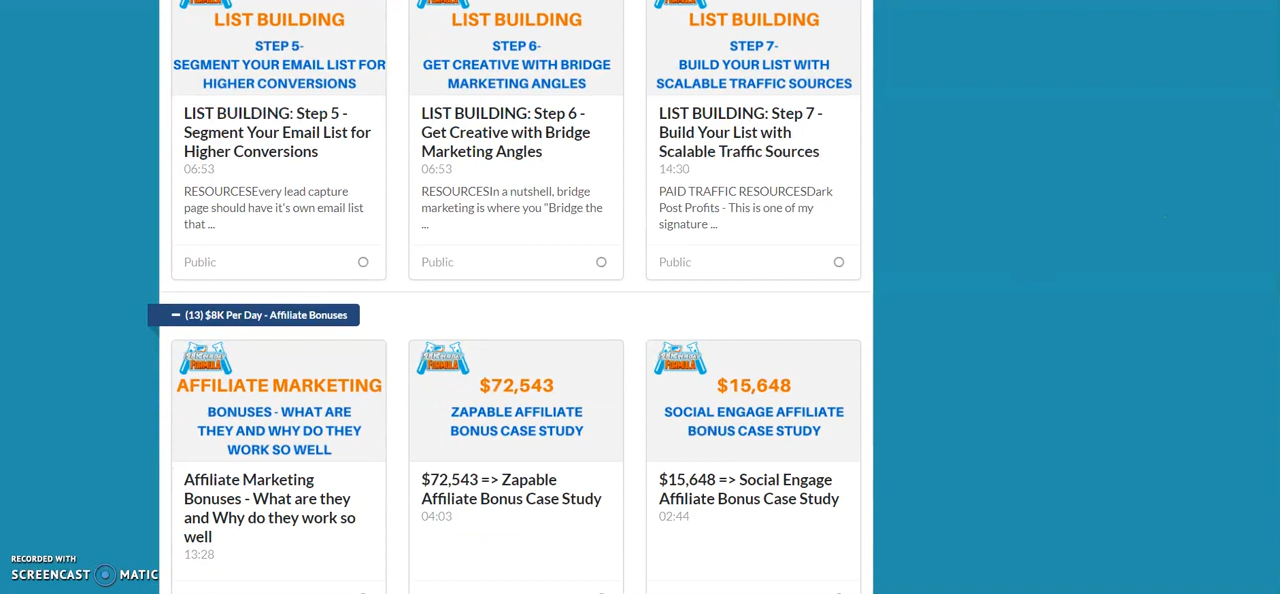 LIST BUILDING
STEP 5-
SEGMENT YOUR EMAIL LIST FOR
HIGHER CONVERSIONS
LIST BUILDING: Step 5 -
Segment Your Email List for
Higher Conversions
06:53
RESOURCESEvery lead capture
page should have it's own email list
that ...
Public
LIST BUILDING
STEP 6-
GET CREATIVE WITH BRIDGE
MARKETING ANGLES
LIST BUILDING: Step 6 -
Get Creative with Bridge
Marketing Angles
06:53
RESOURCESIn a nutshell, bridge
marketing is where you "Bridge the
...
Public
LIST BUILDING
STEP 7-
BUILD YOUR LIST WITH
SCALABLE TRAFFIC SOURCES
LIST BUILDING: Step 7 -
Build Your List with
Scalable Traffic Sources
14:30
PAID TRAFFIC RESOURCESDark
Post Profits - This is one of my
signature ...
Public
(13) $8K Per Day - Affiliate Bonuses
FORMULA
AFFILIATE MARKETING
BONUSES - WHAT ARE
THEY AND WHY DO THEY
WORK SO WELL
Affiliate Marketing
Bonuses - What are they
and Why do they work so
well
13:28
FORMULA
$72,543
ZAPABLE AFFILIATE
BONUS CASE STUDY
$72,543 => Zapable
Affiliate Bonus Case Study
04:03
FORMULA
$15,648
SOCIAL ENGAGE AFFILIATE
BONUS CASE STUDY
$15,648 => Social Engage
Affiliate Bonus Case Study
02:44
RECORDED WITH
SCREENCAST MATIC